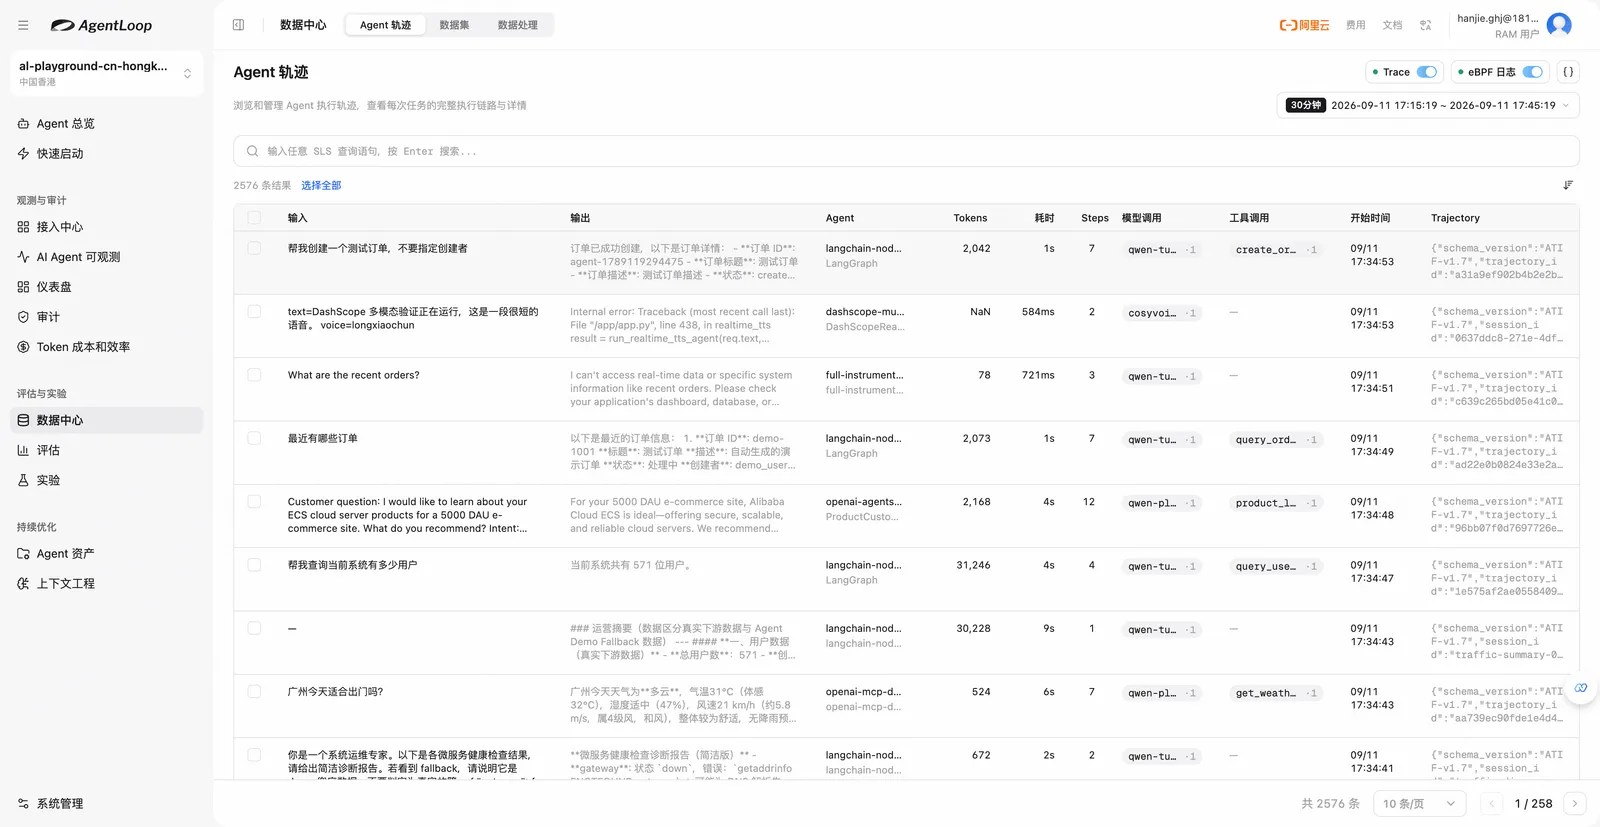 AgentLoop
数据中心
Agent 轨迹
数据集
数据处理
阿里云
费用
文档
hanjie.ghj@181...
RAM 用户
al-playground-cn-hongk...
中国香港
Agent 总览
快速启动
观测与审计
接入中心
AI Agent 可观测
仪表盘
审计
Token 成本和效率
评估与实验
数据中心
评估
实验
持续优化
Agent 资产
上下文工程
系统管理
Agent 轨迹
Trace
eBPF 日志
{}
浏览和管理 Agent 执行轨迹，查看每次任务的完整执行链路与详情
30分钟 2026-09-11 17:15:19 ~ 2026-09-11 17:45:19
输入任意 SLS 查询语句，按 Enter 搜索...
2576 条结果 选择全部
输入 输出 Agent Tokens 耗时 Steps 模型调用 工具调用 开始时间 Trajectory
帮我创建一个测试订单，不要指定创建者
订单已成功创建，以下是订单详情： - **订单 ID**:
agent-1789119294475 - **订单标题**: 测试订单
- **订单描述**: 测试订单描述 - **状态**: create...
langchain-nod...
LangGraph
2,042 1s 7 qwen-tu... ·1 create_or... ·1
09/11
17:34:53
{"schema_version":"ATI
F-v1.7","trajectory_i
d":"a31a9ef902b4b2e2b...
text=DashScope 多模态验证正在运行，这是一段很短的
语音。 voice=longxiaochun
Internal error: Traceback (most recent call last):
File "/app/app.py", line 438, in realtime_tts
result = run_realtime_tts_agent(req.text,...
dashscope-mu...
DashScopeRea...
NaN 584ms 2 cosyvoi... ·1 —
09/11
17:34:53
{"schema_version":"ATI
F-v1.7","session_i
d":"0637ddc8-271e-4df...
What are the recent orders?
I can't access real-time data or specific system
information like recent orders. Please check
your application's dashboard, database, or...
full-instrument...
full-instrument...
78 721ms 3 qwen-tu... ·1 —
09/11
17:34:51
{"schema_version":"ATI
F-v1.7","trajectory_i
d":"c639c265bd05e41c0...
最近有哪些订单
以下是最近的订单信息： 1. **订单 ID**: demo-
1001 **标题**: 测试订单 **描述**: 自动生成的演
示订单 **状态**: 处理中 **创建者**: demo_user...
langchain-nod...
LangGraph
2,073 1s 7 qwen-tu... ·1 query_ord... ·1
09/11
17:34:49
{"schema_version":"ATI
F-v1.7","trajectory_i
d":"ad22e0b0824e33e2a...
Customer question: I would like to learn about your
ECS cloud server products for a 5000 DAU e-
commerce site. What do you recommend? Intent:...
For your 5000 DAU e-commerce site, Alibaba
Cloud ECS is ideal—offering secure, scalable,
and reliable cloud servers. We recommend...
openai-agents...
ProductCusto...
2,168 4s 12 qwen-pl... ·1 product_l... ·1
09/11
17:34:48
{"schema_version":"ATI
F-v1.7","trajectory_i
d":"96bb07f0d7697726e...
帮我查询当前系统有多少用户
当前系统共有 571 位用户。
langchain-nod...
LangGraph
31,246 4s 4 qwen-tu... ·1 query_use... ·1
09/11
17:34:47
{"schema_version":"ATI
F-v1.7","trajectory_i
d":"1e575af2ae0558409...
—
### 运营摘要（数据区分真实下游数据与 Agent
Demo Fallback 数据） --- #### **一、用户数据
（真实下游数据）** - **总用户数**：571 - **创...
langchain-nod...
langchain-nod...
30,228 9s 1 qwen-tu... ·1 —
09/11
17:34:43
{"schema_version":"ATI
F-v1.7","session_i
d":"traffic-summary-0...
广州今天适合出门吗?
广州今天天气为**多云**，气温31°C（体感
32°C），湿度适中（47%），风速21 km/h（约5.8
m/s，属4级风，和风），整体较为舒适，无降雨预...
openai-mcp-d...
openai-mcp-d...
524 6s 7 qwen-pl... ·1 get_weath... ·1
09/11
17:34:43
{"schema_version":"ATI
F-v1.7","trajectory_i
d":"aa739ec90fde1e4d4...
你是一个系统运维专家。以下是各微服务健康检查结果，
请给出简洁诊断报告。若看到 fallback，请说明它是
**微服务健康检查诊断报告（简洁版）** -
**gateway**: 状态 `down`，错误：`getaddrinfo
langchain-nod...
langchain-nod...
672 2s 2 qwen-tu... ·1 —
09/11
17:34:41
{"schema_version":"ATI
共 2576 条
10 条/页
1 / 258